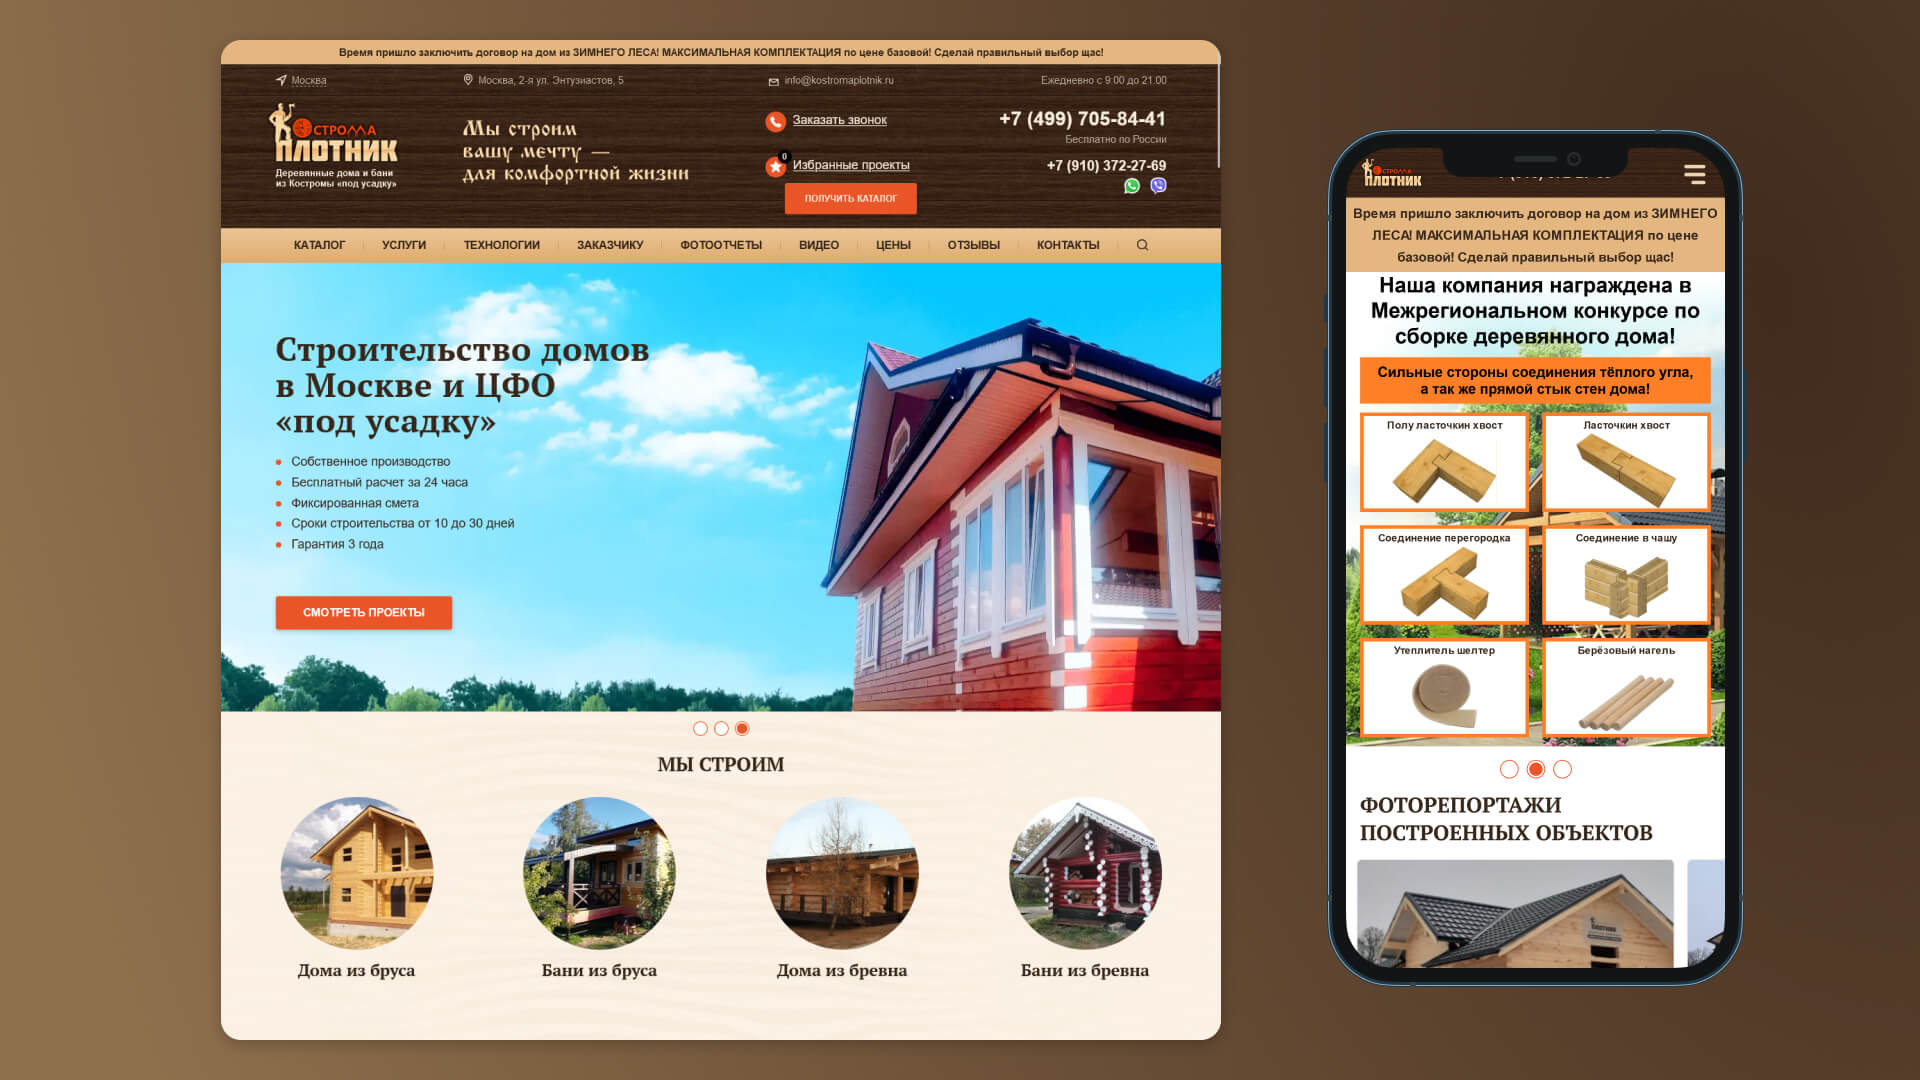 Время пришло заключить договор на дом из ЗИМНЕГО ЛЕСА! МАКСИМАЛЬНАЯ КОМПЛЕКТАЦИЯ по цене базовой! Сделай правильный выбор щас!
Москва
Москва, 2-я ул. Энтузиастов, 5
info@kostromaplotnik.ru
Ежедневно с 9:00 до 21.00
КОСТРОМА
ПЛОТНИК
Деревянные дома и бани
из Костромы «под усадку»
Мы строим
вашу мечту —
для комфортной жизни
Заказать звонок
0
Избранные проекты
ПОЛУЧИТЬ КАТАЛОГ
+7 (499) 705-84-41
Бесплатно по России
+7 (910) 372-27-69
КАТАЛОГ
УСЛУГИ
ТЕХНОЛОГИИ
ЗАКАЗЧИКУ
ФОТООТЧЕТЫ
ВИДЕО
ЦЕНЫ
ОТЗЫВЫ
КОНТАКТЫ
Строительство домов
в Москве и ЦФО
«под усадку»
Собственное производство
Бесплатный расчет за 24 часа
Фиксированная смета
Сроки строительства от 10 до 30 дней
Гарантия 3 года
СМОТРЕТЬ ПРОЕКТЫ
МЫ СТРОИМ
Дома из бруса
Бани из бруса
Дома из бревна
Бани из бревна
КОСТРОМА
ПЛОТНИК
Время пришло заключить договор на дом из ЗИМНЕГО
ЛЕСА! МАКСИМАЛЬНАЯ КОМПЛЕКТАЦИЯ по цене
базовой! Сделай правильный выбор щас!
Наша компания награждена в
Межрегиональном конкурсе по
сборке деревянного дома!
Сильные стороны соединения тёплого угла,
а так же прямой стык стен дома!
Полу ласточкин хвост
Ласточкин хвост
Соединение перегородка
Соединение в чашу
Утеплитель шелтер
Берёзовый нагель
ФОТОРЕПОРТАЖИ
ПОСТРОЕННЫХ ОБЪЕКТОВ
ПЛОТНИК